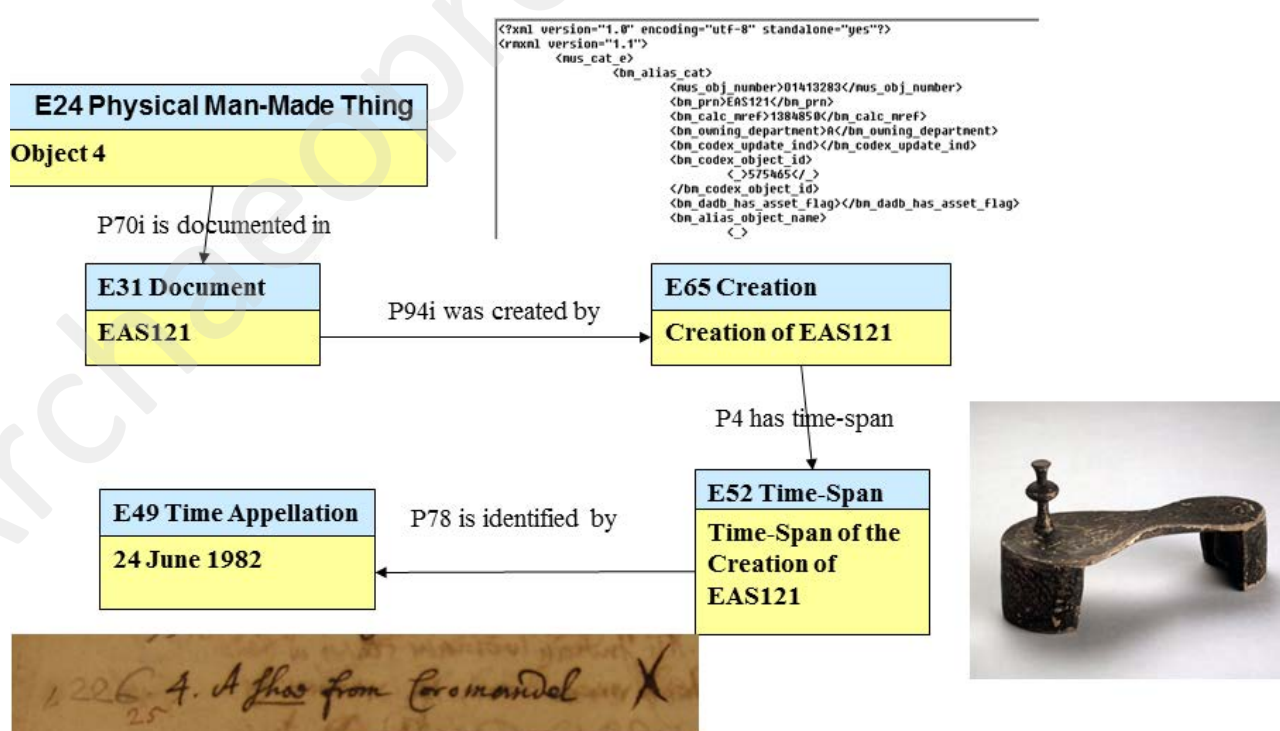 <?xml version="1.0" encoding="utf-8" standalone="yes"?>
<rmxml version="1.1">
<mus_cat_e>
<bm_alias_cat>
<mus_obj_number>01413283</mus_obj_number>
<bm_prn>EAS121</bm_prn>
<bm_calc_mref>1384850</bm_calc_mref>
<bm_owning_department>A</bm_owning_department>
<bm_codex_update_ind></bm_codex_update_ind>
<bm_codex_object_id>
<_>575465</_>
</bm_codex_object_id>
<bm_dadb_has_asset_flag></bm_dadb_has_asset_flag>
<bm_alias_object_name>
<_>
E24 Physical Man-Made Thing
Object 4
P70i is documented in
E31 Document
EAS121
P94i was created by
E65 Creation
Creation of EAS121
P4 has time-span
E52 Time-Span
Time-Span of the
Creation of
EAS121
P78 is identified by
E49 Time Appellation
24 June 1982
226. 4. A shoe from Coromandel X
25